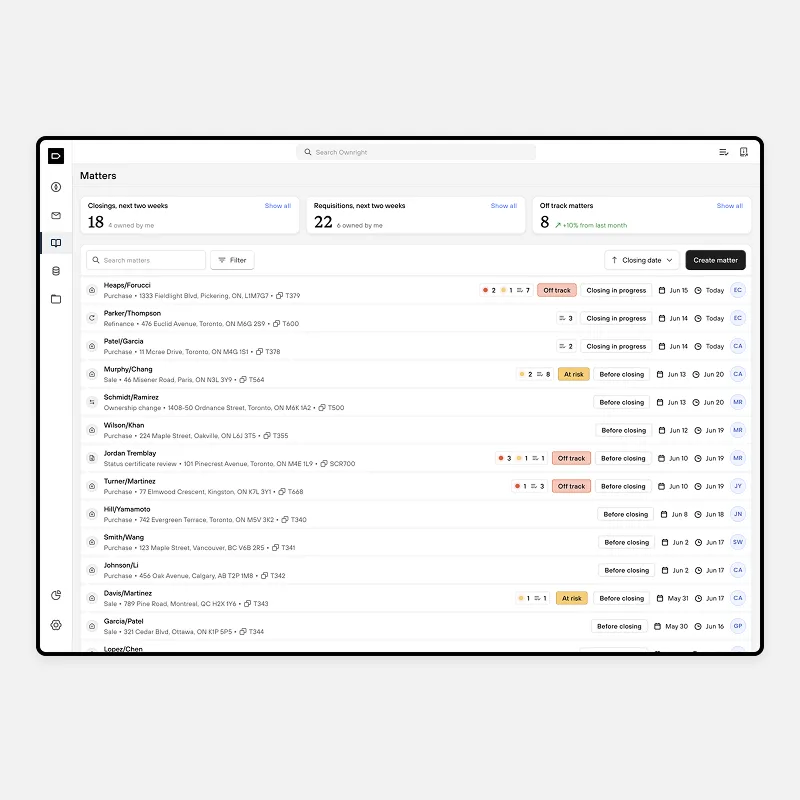 Search Ownright
Matters
Closings, next two weeks Show all
18 4 owned by me
Requisitions, next two weeks Show all
22 6 owned by me
Off track matters Show all
8 +10% from last month
Search matters Filter Closing date Create matter
Heaps/Forucci
Purchase • 1333 Fieldlight Blvd, Pickering, ON, L1M7G7 • T379
2 1 7 Off track Closing in progress Jun 15 Today EC
Parker/Thompson
Refinance • 476 Euclid Avenue, Toronto, ON M6G 2S9 • T600
3 Closing in progress Jun 14 Today EC
Patel/Garcia
Purchase • 11 Mcrae Drive, Toronto, ON M4G 1S1 • T378
2 Closing in progress Jun 14 Today CA
Murphy/Chang
Sale • 46 Misener Road, Paris, ON N3L 3Y9 • T564
2 8 At risk Before closing Jun 13 Jun 20 CA
Schmidt/Ramirez
Ownership change • 1408-50 Ordnance Street, Toronto, ON M6K 1A2 • T500
Before closing Jun 13 Jun 20 MR
Wilson/Khan
Purchase • 224 Maple Street, Oakville, ON L6J 3T5 • T355
Before closing Jun 12 Jun 19 MR
Jordan Tremblay
Status certificate review • 101 Pinecrest Avenue, Toronto, ON M4E 1L9 • SCR700
3 1 1 Off track Before closing Jun 10 Jun 19 MR
Turner/Martinez
Purchase • 77 Elmwood Crescent, Kingston, ON K7L 3Y1 • T668
1 3 Off track Before closing Jun 10 Jun 19 JY
Hill/Yamamoto
Purchase • 742 Evergreen Terrace, Toronto, ON M5V 3K2 • T340
Before closing Jun 8 Jun 18 JN
Smith/Wang
Purchase • 123 Maple Street, Vancouver, BC V6B 2R5 • T341
Before closing Jun 2 Jun 17 SW
Johnson/Li
Purchase • 456 Oak Avenue, Calgary, AB T2P 1M8 • T342
Before closing Jun 2 Jun 17 CA
Davis/Martinez
Sale • 789 Pine Road, Montreal, QC H2X 1Y6 • T343
1 1 At risk Before closing May 31 Jun 17 CA
Garcia/Patel
Sale • 321 Cedar Blvd, Ottawa, ON K1P 5P5 • T344
Before closing May 30 Jun 16 GP
Lopez/Chen